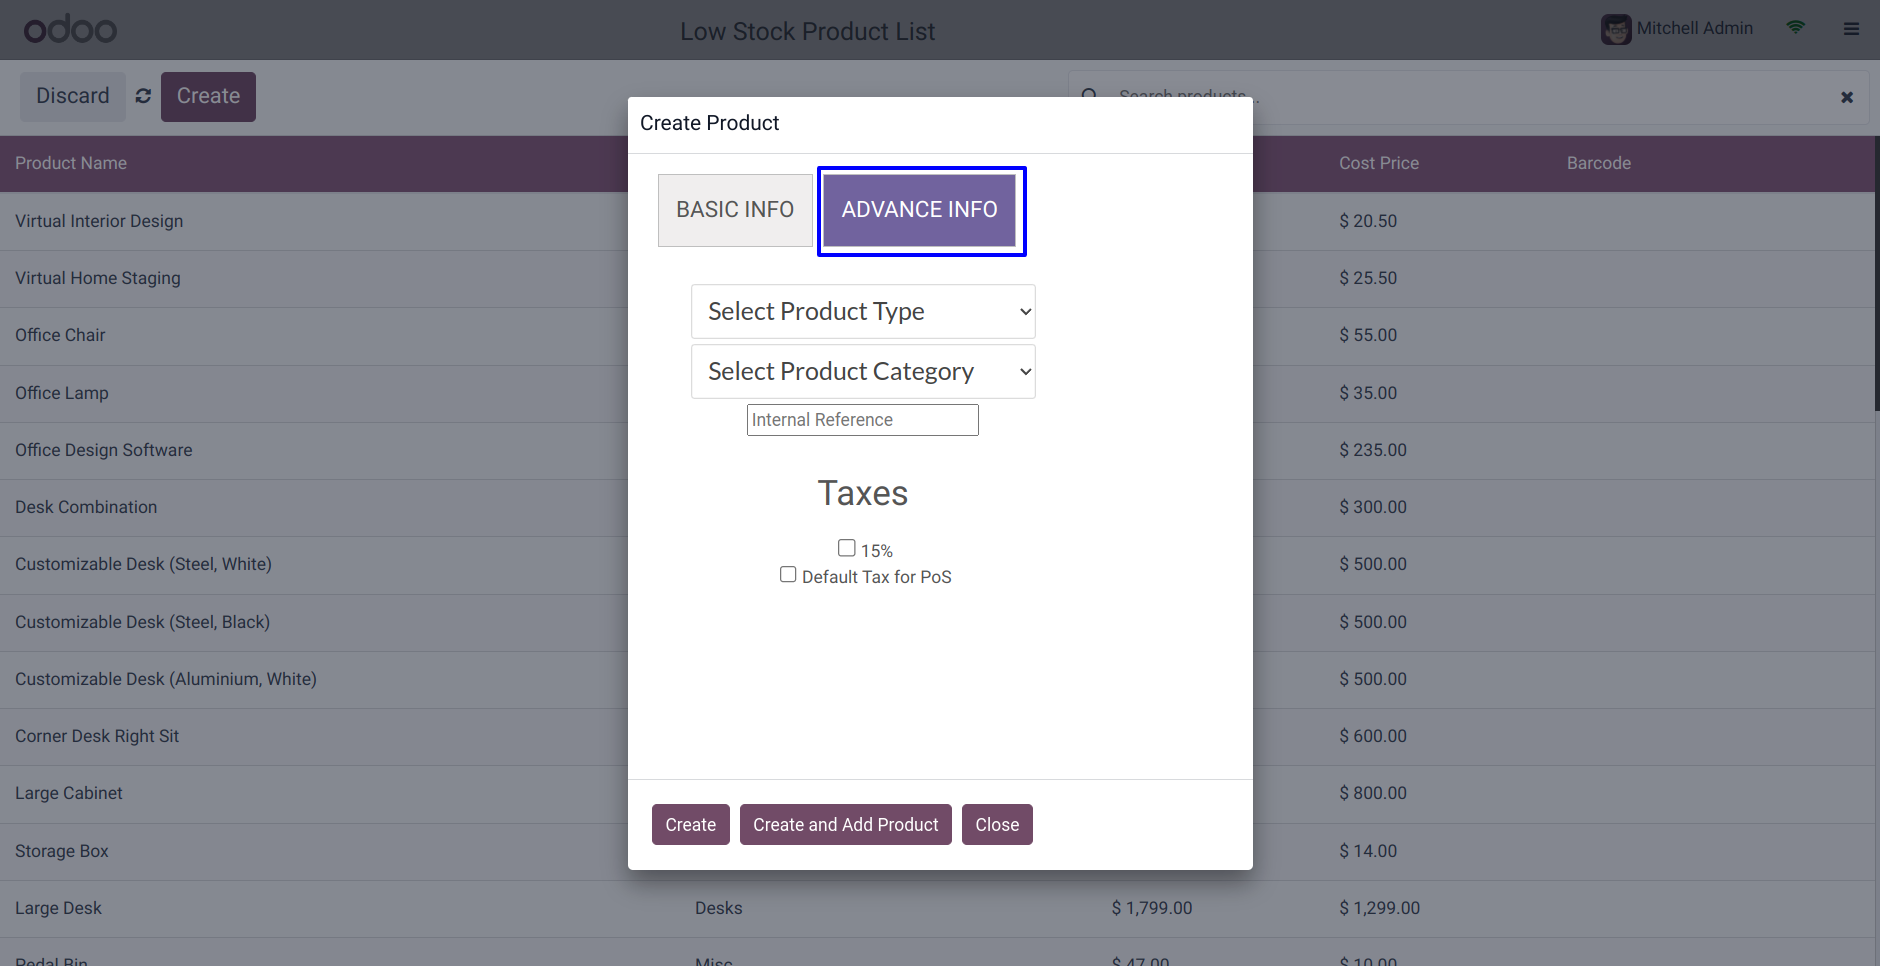 odoo
Low Stock Product List
Mitchell Admin
Discard
Create
Search products...
Create Product
Product Name
Cost Price
Barcode
BASIC INFO
ADVANCE INFO
Virtual Interior Design
$ 20.50
Virtual Home Staging
$ 25.50
Select Product Type
Office Chair
$ 55.00
Select Product Category
Office Lamp
$ 35.00
Internal Reference
Office Design Software
$ 235.00
Taxes
Desk Combination
$ 300.00
15%
Customizable Desk (Steel, White)
$ 500.00
Default Tax for PoS
Customizable Desk (Steel, Black)
$ 500.00
Customizable Desk (Aluminium, White)
$ 500.00
Corner Desk Right Sit
$ 600.00
Large Cabinet
$ 800.00
Create
Create and Add Product
Close
Storage Box
$ 14.00
Large Desk
Desks
$ 1,799.00
$ 1,299.00
Pedal Bin
Misc
$ 47.00
$ 10.00